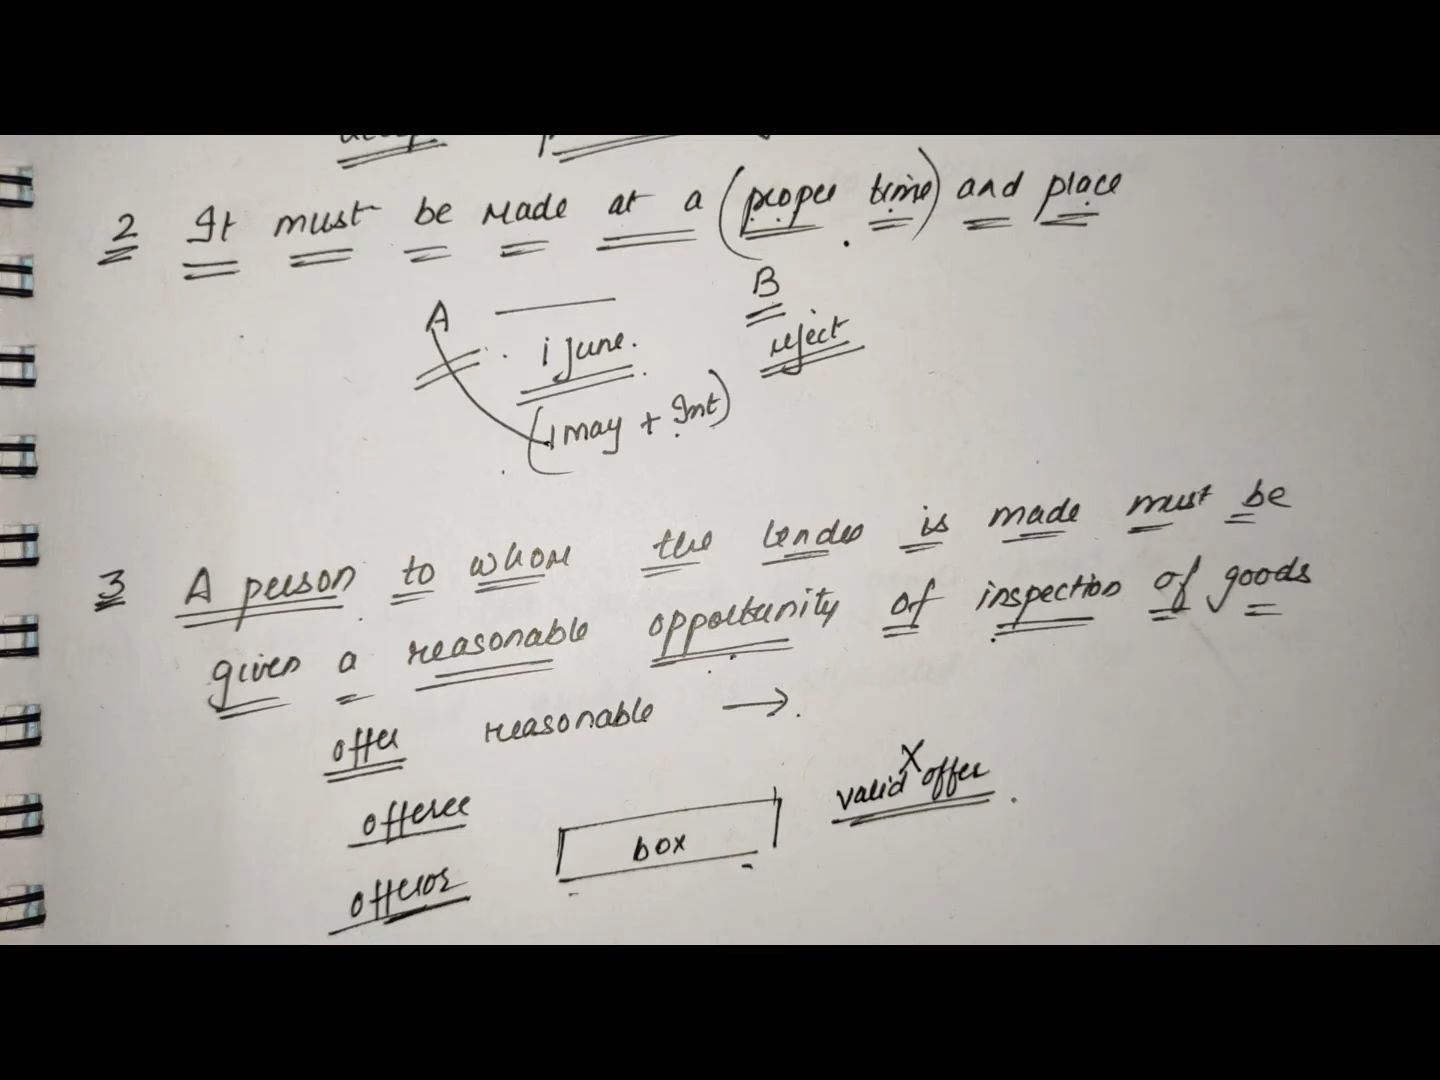 2 It must be made at a (proper time) and place
A B
1 June. reject
(1 may + Int)
3 A person to whom the tender is made must be
given a reasonable opportunity of inspection of goods
offer reasonable →.
valid X offer.
offeree
box
offeror